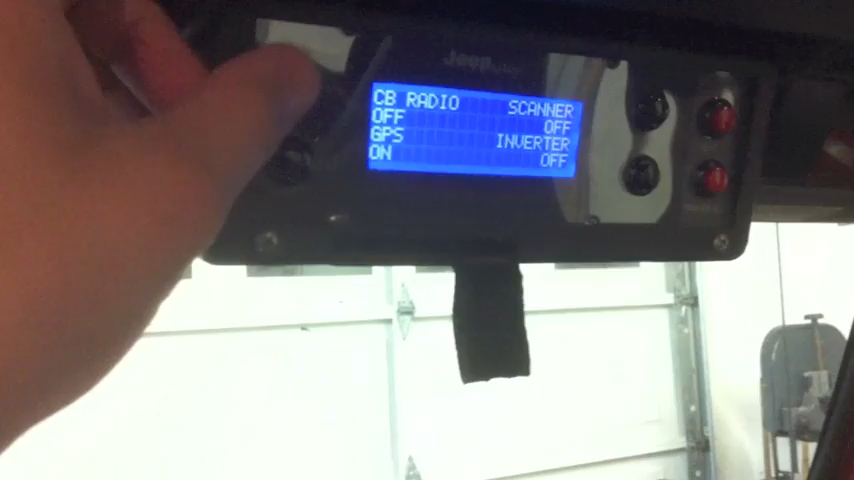 Jeep
CB RADIO SCANNER
OFF OFF
GPS INVERTER
ON OFF